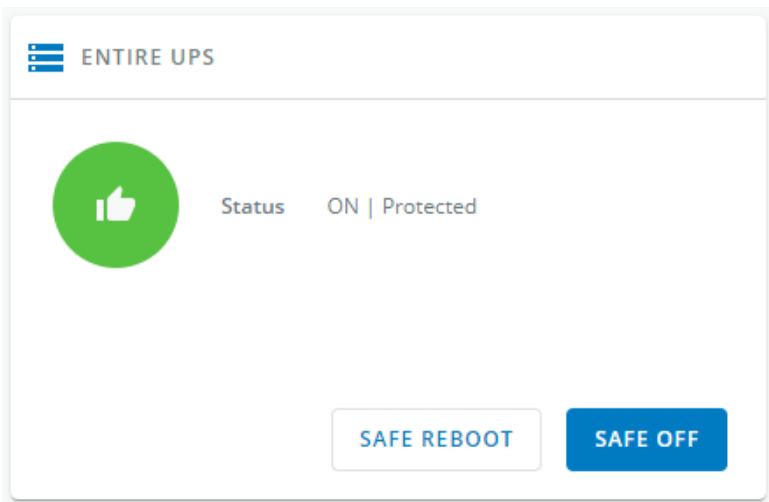 ENTIRE UPS
Status ON | Protected
SAFE REBOOT SAFE OFF